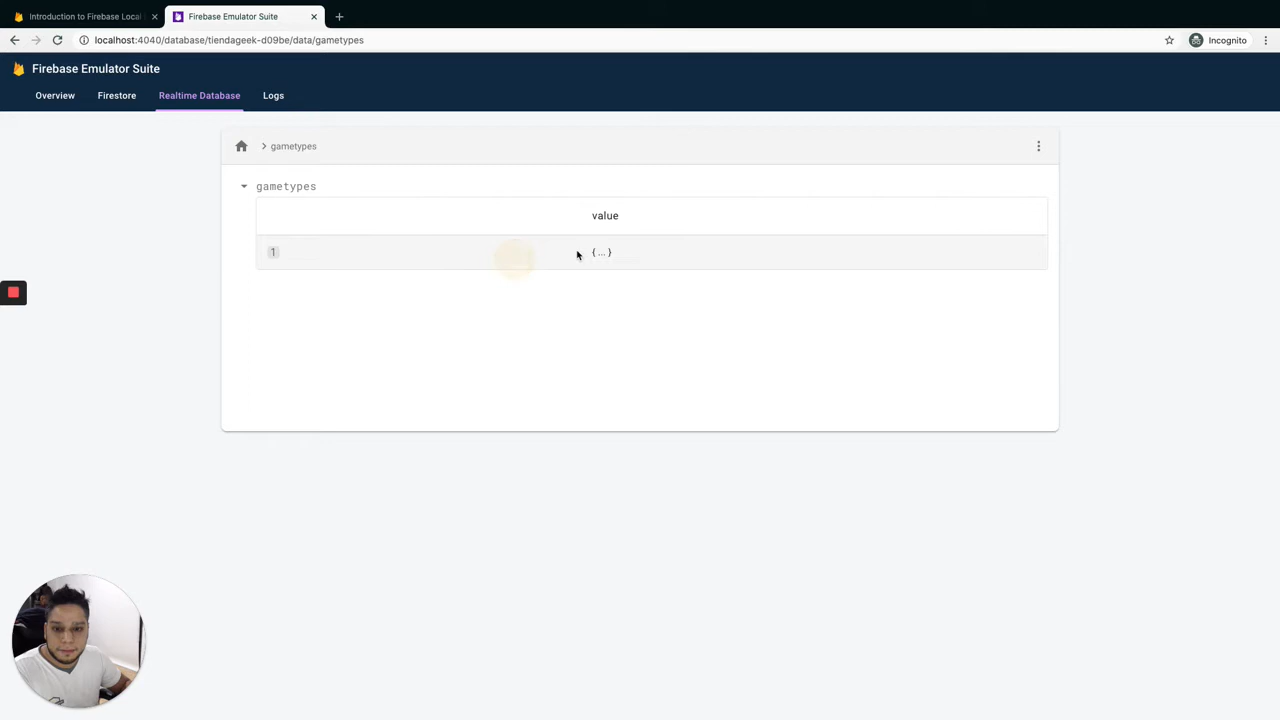 Introduction to Firebase Local
Firebase Emulator Suite
localhost:4040/database/tiendageek-d09be/data/gametypes
Incognito
Firebase Emulator Suite
Overview
Firestore
Realtime Database
Logs
gametypes
gametypes
value
1
{...}